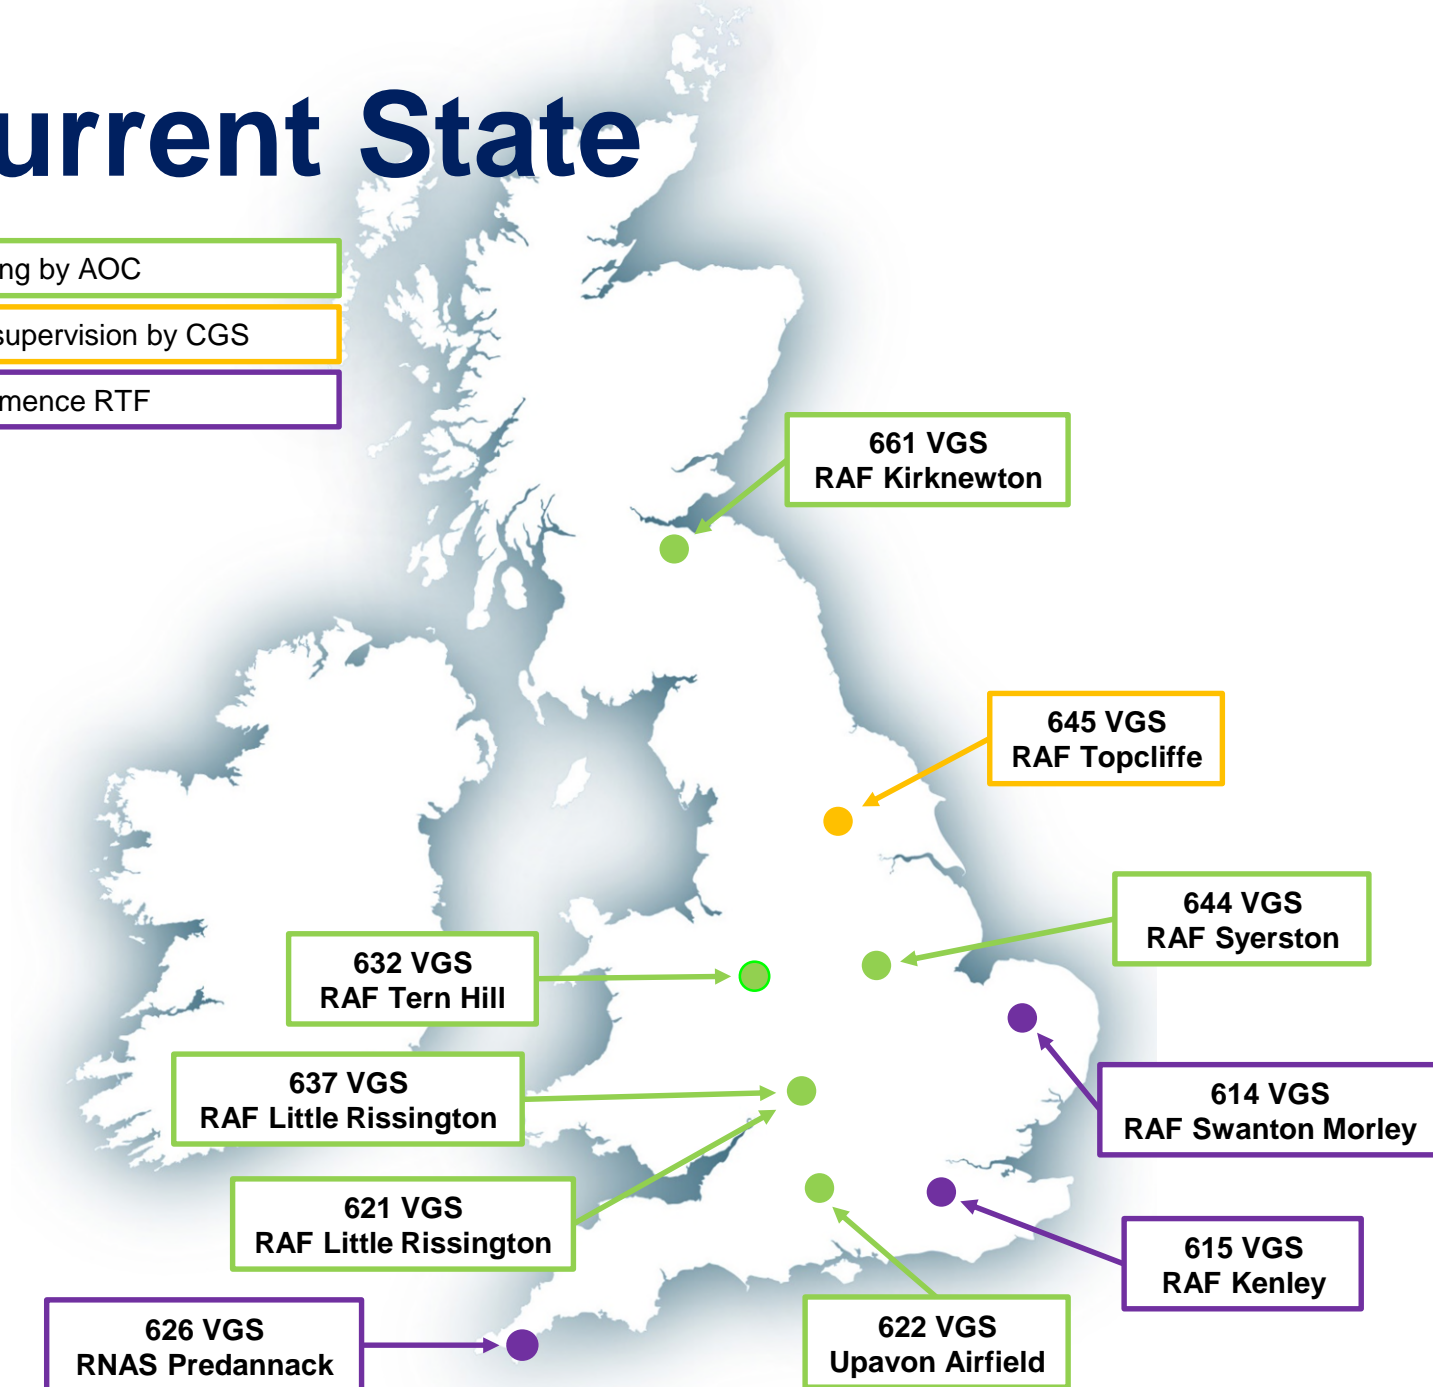 urrent State
ng by AOC
supervision by CGS
mence RTF
661 VGS
RAF Kirknewton
645 VGS
RAF Topcliffe
644 VGS
RAF Syerston
632 VGS
RAF Tern Hill
637 VGS
RAF Little Rissington
614 VGS
RAF Swanton Morley
621 VGS
RAF Little Rissington
615 VGS
RAF Kenley
626 VGS
RNAS Predannack
622 VGS
Upavon Airfield